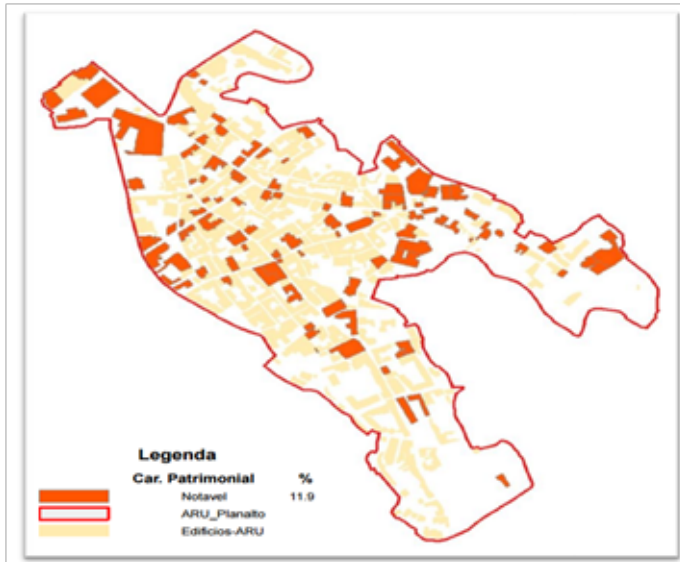 Legenda
Car. Patrimonial %
Notavel 11.9
ARU_Planalto
Edificios-ARU